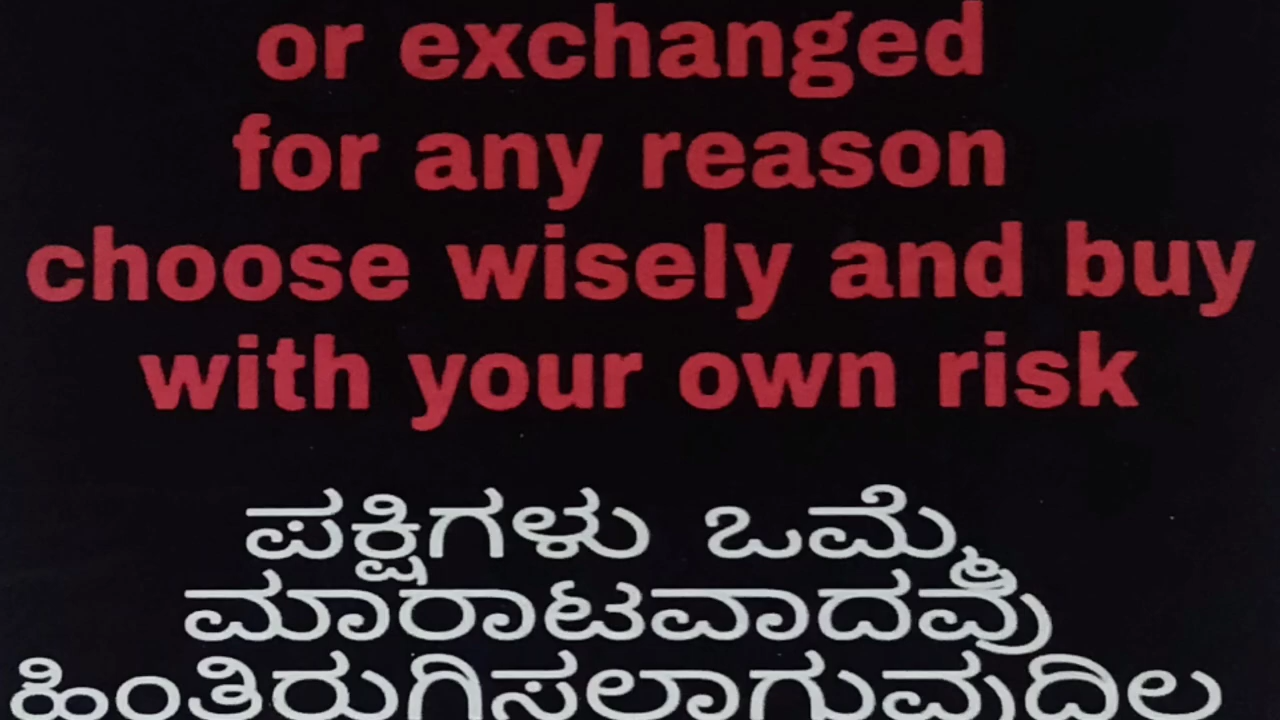 or exchanged
for any reason
choose wisely and buy
with your own risk
ಪಕ್ಷಿಗಳು ಒಮ್ಮೆ
ಮಾರಾಟವಾದವು
ಹಿಂತಿರುಗಿಸಲಾಗುವುದಿಲ